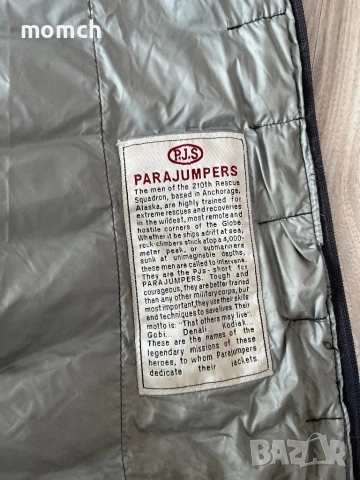 momch
P.J.S
PARAJUMPERS
The men of the 210th Rescue
Squadron, based in Anchorage,
Alaska, are highly trained for
extreme rescues and recoveries
in the wildest, most remote and
hostile corners of the Globe.
Whether it be ships adrift at sea,
rock-climbers stuck atop a 4,000-
meter peak, or submariners
sunk at unimaginable depths,
these men are called to intervene.
They are the PJs - short for
PARAJUMPERS. Tough and
courageous, they are better trained
than any other military corps, but
most important, they use their skills
and techniques to save lives. Their
motto is: "That others may live".
Gobi... Denali... Kodiak...
These are the names of the
legendary missions of these
heroes, to whom Parajumpers
dedicate their jackets.
BAZAR